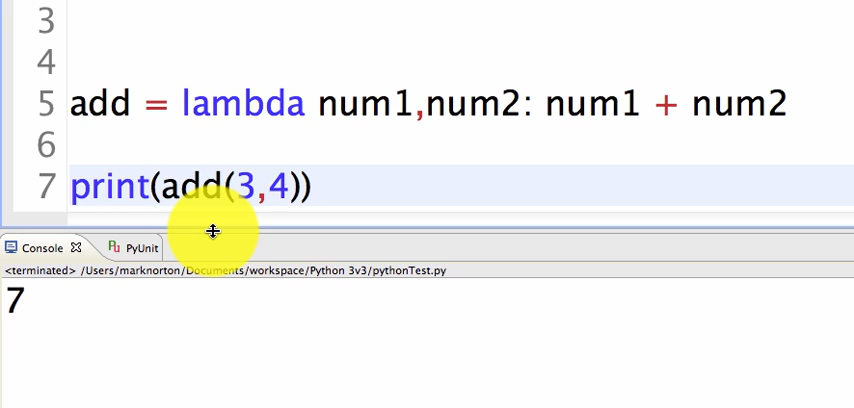 3
4
5 add = lambda num1,num2: num1 + num2
6
7 print(add(3,4))
Console PyUnit
<terminated> /Users/marknorton/Documents/workspace/Python 3v3/pythonTest.py
7